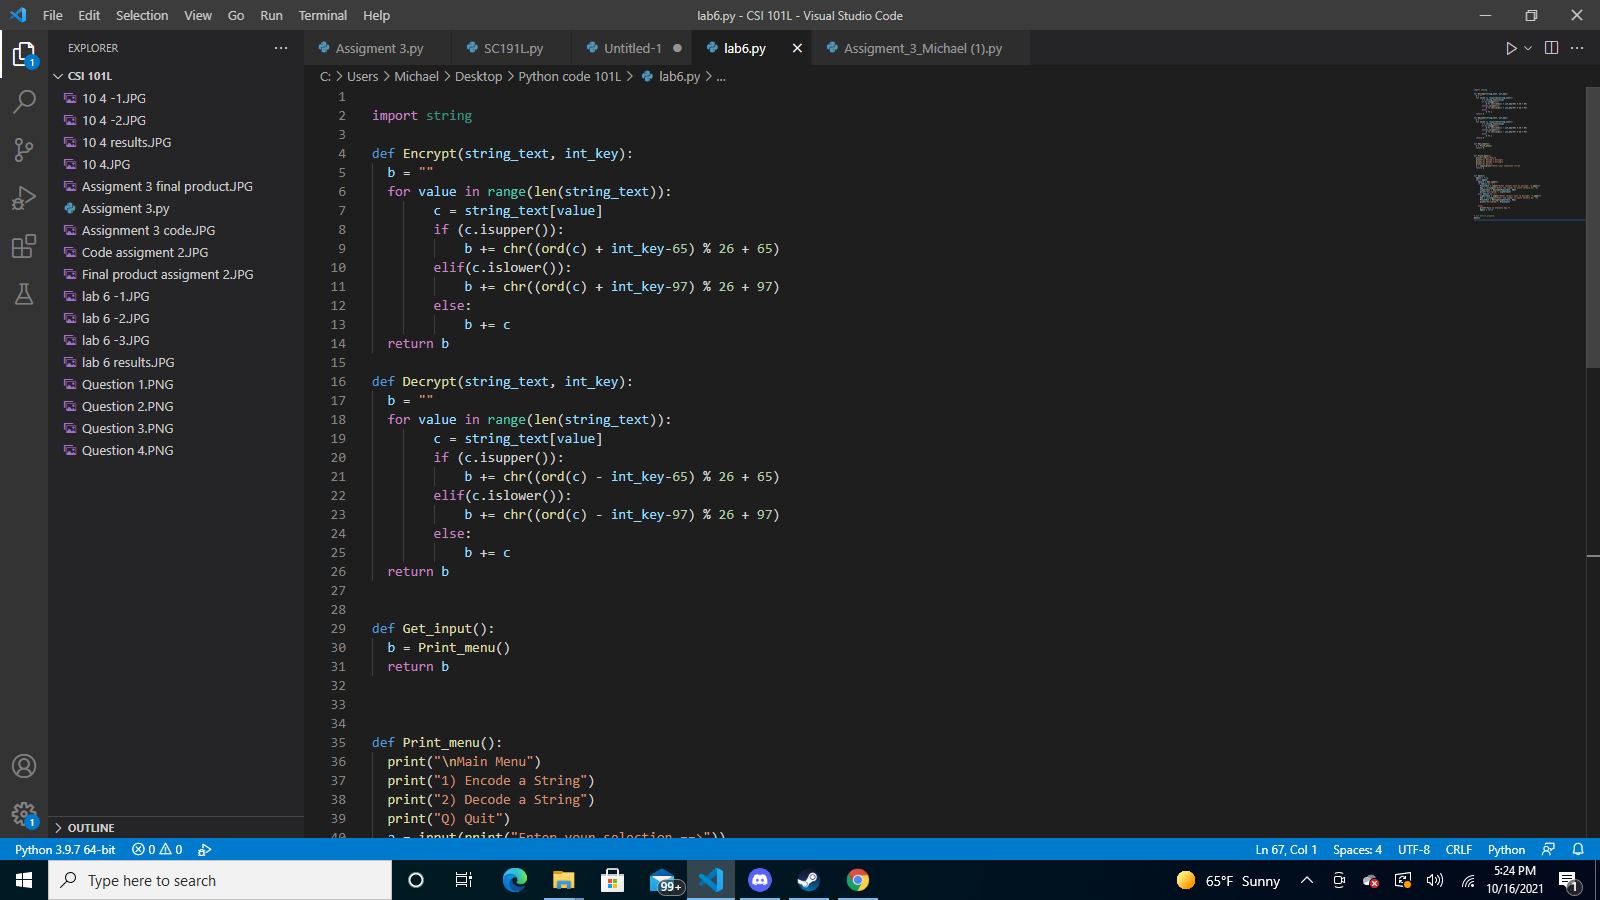 File Edit Selection View Go Run Terminal Help
lab6.py - CSI 101L - Visual Studio Code
EXPLORER
Assigment 3.py
SC191L.py
Untitled-1
lab6.py
Assigment_3_Michael (1).py
C: > Users > Michael > Desktop > Python code 101L > lab6.py > ...
1
CSI 101L
10 4 -1.JPG
10 4 -2.JPG
10 4 results.JPG
10 4.JPG
Assigment 3 final product.JPG
Assigment 3.py
Assignment 3 code.JPG
Code assigment 2.JPG
Final product assigment 2.JPG
lab 6 -1.JPG
lab 6 -2.JPG
lab 6 -3.JPG
lab 6 results.JPG
Question 1.PNG
Question 2.PNG
Question 3.PNG
Question 4.PNG
1
OUTLINE
1
2 import string
3
4 def Encrypt(string_text, int_key):
5 b = ""
6 for value in range(len(string_text)):
7 c = string_text[value]
8 if (c.isupper()):
9 b += chr((ord(c) + int_key-65) % 26 + 65)
10 elif(c.islower()):
11 b += chr((ord(c) + int_key-97) % 26 + 97)
12 else:
13 b += c
14 return b
15
16 def Decrypt(string_text, int_key):
17 b = ""
18 for value in range(len(string_text)):
19 c = string_text[value]
20 if (c.isupper()):
21 b += chr((ord(c) - int_key-65) % 26 + 65)
22 elif(c.islower()):
23 b += chr((ord(c) - int_key-97) % 26 + 97)
24 else:
25 b += c
26 return b
27
28
29 def Get_input():
30 b = Print_menu()
31 return b
32
33
34
35 def Print_menu():
36 print("\nMain Menu")
37 print("1) Encode a String")
38 print("2) Decode a String")
39 print("Q) Quit")
40 a = input(print("Enter your selection -->"))
Python 3.9.7 64-bit 0 0
Ln 67, Col 1 Spaces: 4 UTF-8 CRLF Python
Type here to search
99+
65°F Sunny
5:24 PM
10/16/2021
1